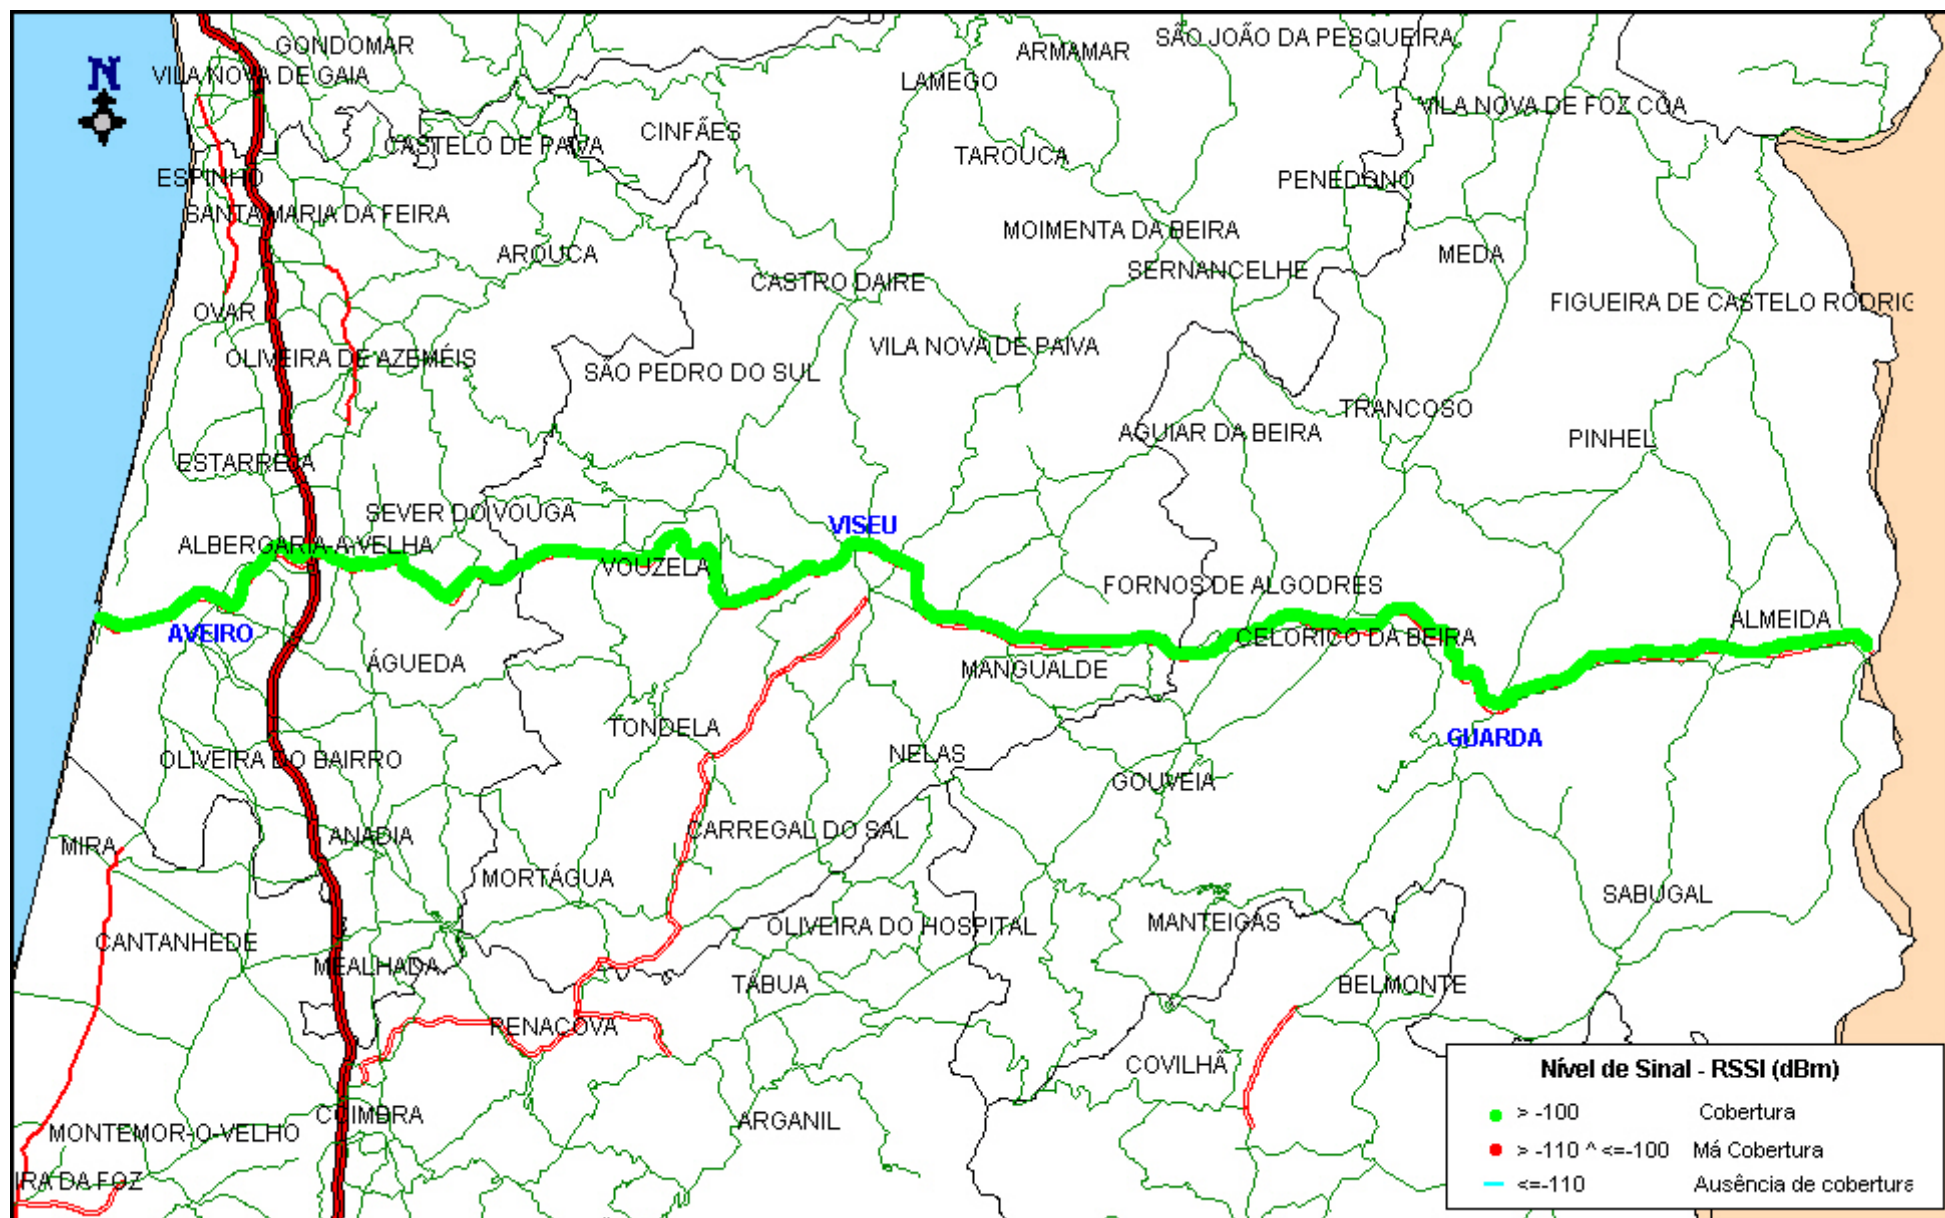 GONDOMAR
SÃO JOÃO DA PESQUEIRA
ARMAMAR
N
VILA NOVA DE GAIA
LAMEGO
VILA NOVA DE FOZ COA
CINFÃES
CASTELO DE PAIVA
TAROUCA
ESPINHO
PENEDONO
SANTA MARIA DA FEIRA
MOIMENTA DA BEIRA
AROUCA
MEDA
SERNANCELHE
CASTRO DAIRE
FIGUEIRA DE CASTELO RODRIG
OVAR
VILA NOVA DE PAIVA
OLIVEIRA DE AZEMÉIS
SÃO PEDRO DO SUL
TRANCOSO
AGUIAR DA BEIRA
PINHEL
ESTARREJA
SEVER DO VOUGA
VISEU
ALBERGARIA-A-VELHA
VOUZELA
FORNOS DE ALGODRES
ALMEIDA
AVEIRO
CELORICO DA BEIRA
ÁGUEDA
MANGUALDE
TONDELA
GUARDA
NELAS
OLIVEIRA DO BAIRRO
GOUVEIA
CARREGAL DO SAL
ANADIA
MIRA
MORTÁGUA
SABUGAL
OLIVEIRA DO HOSPITAL
MANTEIGAS
CANTANHEDE
MEALHADA
TÁBUA
BELMONTE
PENACOVA
COVILHÃ
COIMBRA
ARGANIL
MONTEMOR-O-VELHO
IRA DA FOZ
Nível de Sinal - RSSI (dBm)
> -100 Cobertura
> -110 ^ <=-100 Má Cobertura
<=-110 Ausência de cobertura